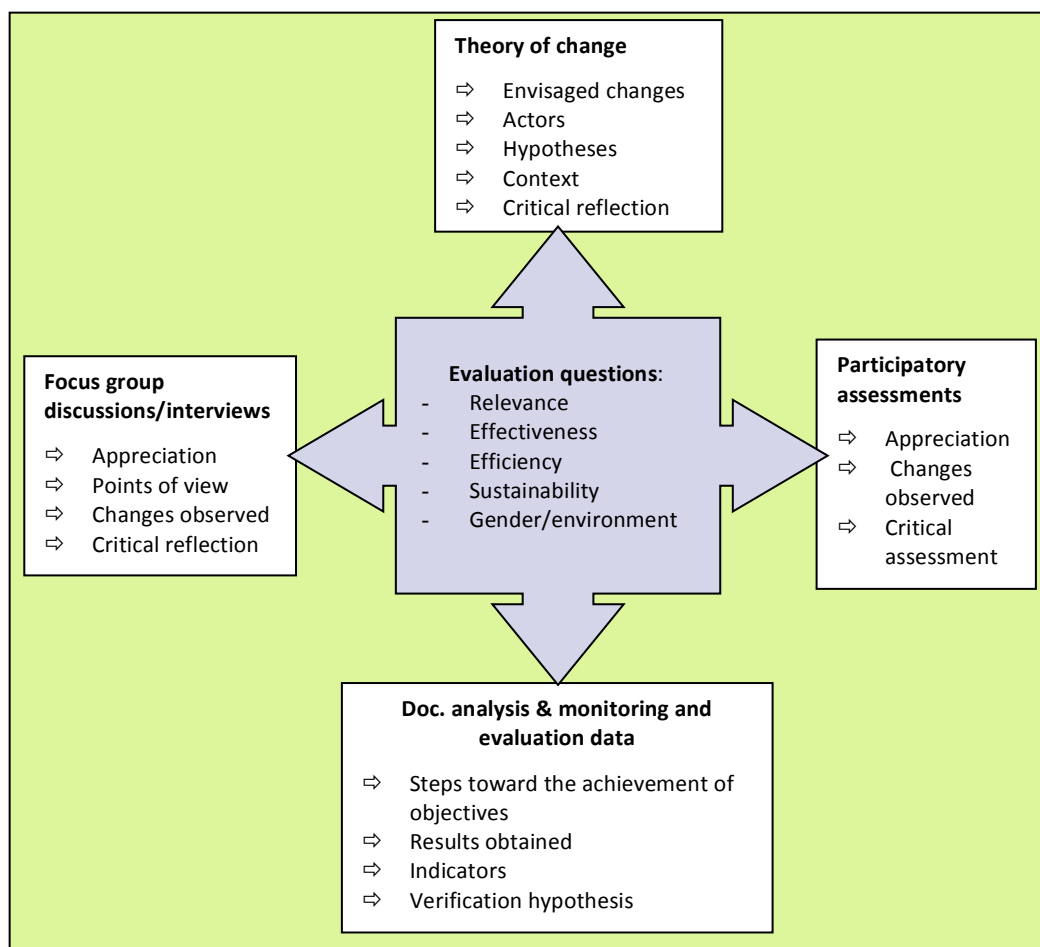 Theory of change
⇨ Envisaged changes
⇨ Actors
⇨ Hypotheses
⇨ Context
⇨ Critical reflection
Focus group
discussions/interviews
⇨ Appreciation
⇨ Points of view
⇨ Changes observed
⇨ Critical reflection
Evaluation questions:
- Relevance
- Effectiveness
- Efficiency
- Sustainability
- Gender/environment
Participatory
assessments
⇨ Appreciation
⇨ Changes
observed
⇨ Critical
assessment
Doc. analysis & monitoring and
evaluation data
⇨ Steps toward the achievement of
objectives
⇨ Results obtained
⇨ Indicators
⇨ Verification hypothesis